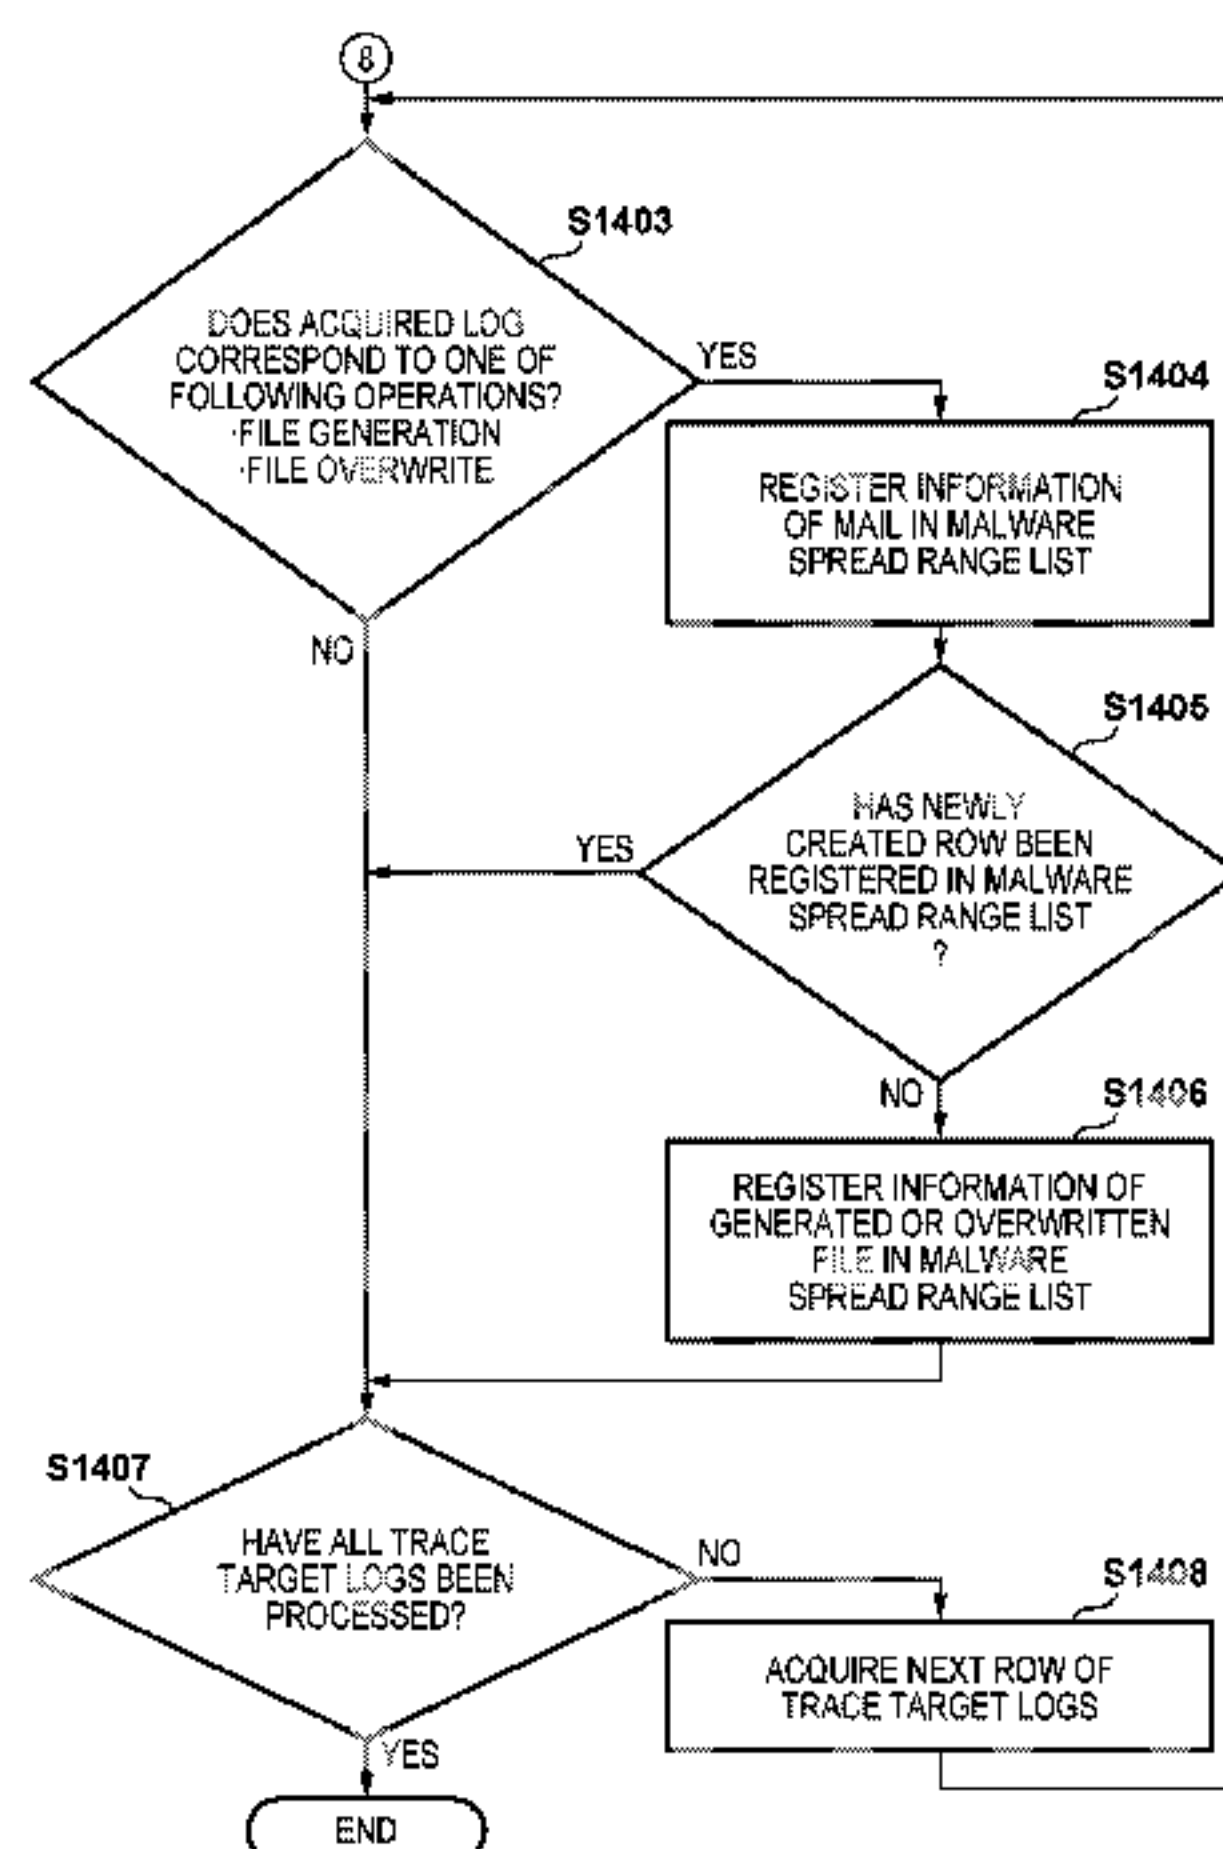 8
S1403
DOES ACQUIRED LOG
CORRESPOND TO ONE OF
FOLLOWING OPERATIONS?
·FILE GENERATION
·FILE OVERWRITE
YES
NO
S1404
REGISTER INFORMATION
OF MAIL IN MALWARE
SPREAD RANGE LIST
S1405
HAS NEWLY
CREATED ROW BEEN
REGISTERED IN MALWARE
SPREAD RANGE LIST
?
YES
NO
S1406
REGISTER INFORMATION OF
GENERATED OR OVERWRITTEN
FILE IN MALWARE
SPREAD RANGE LIST
S1407
HAVE ALL TRACE
TARGET LOGS BEEN
PROCESSED?
NO
S1408
ACQUIRE NEXT ROW OF
TRACE TARGET LOGS
YES
END